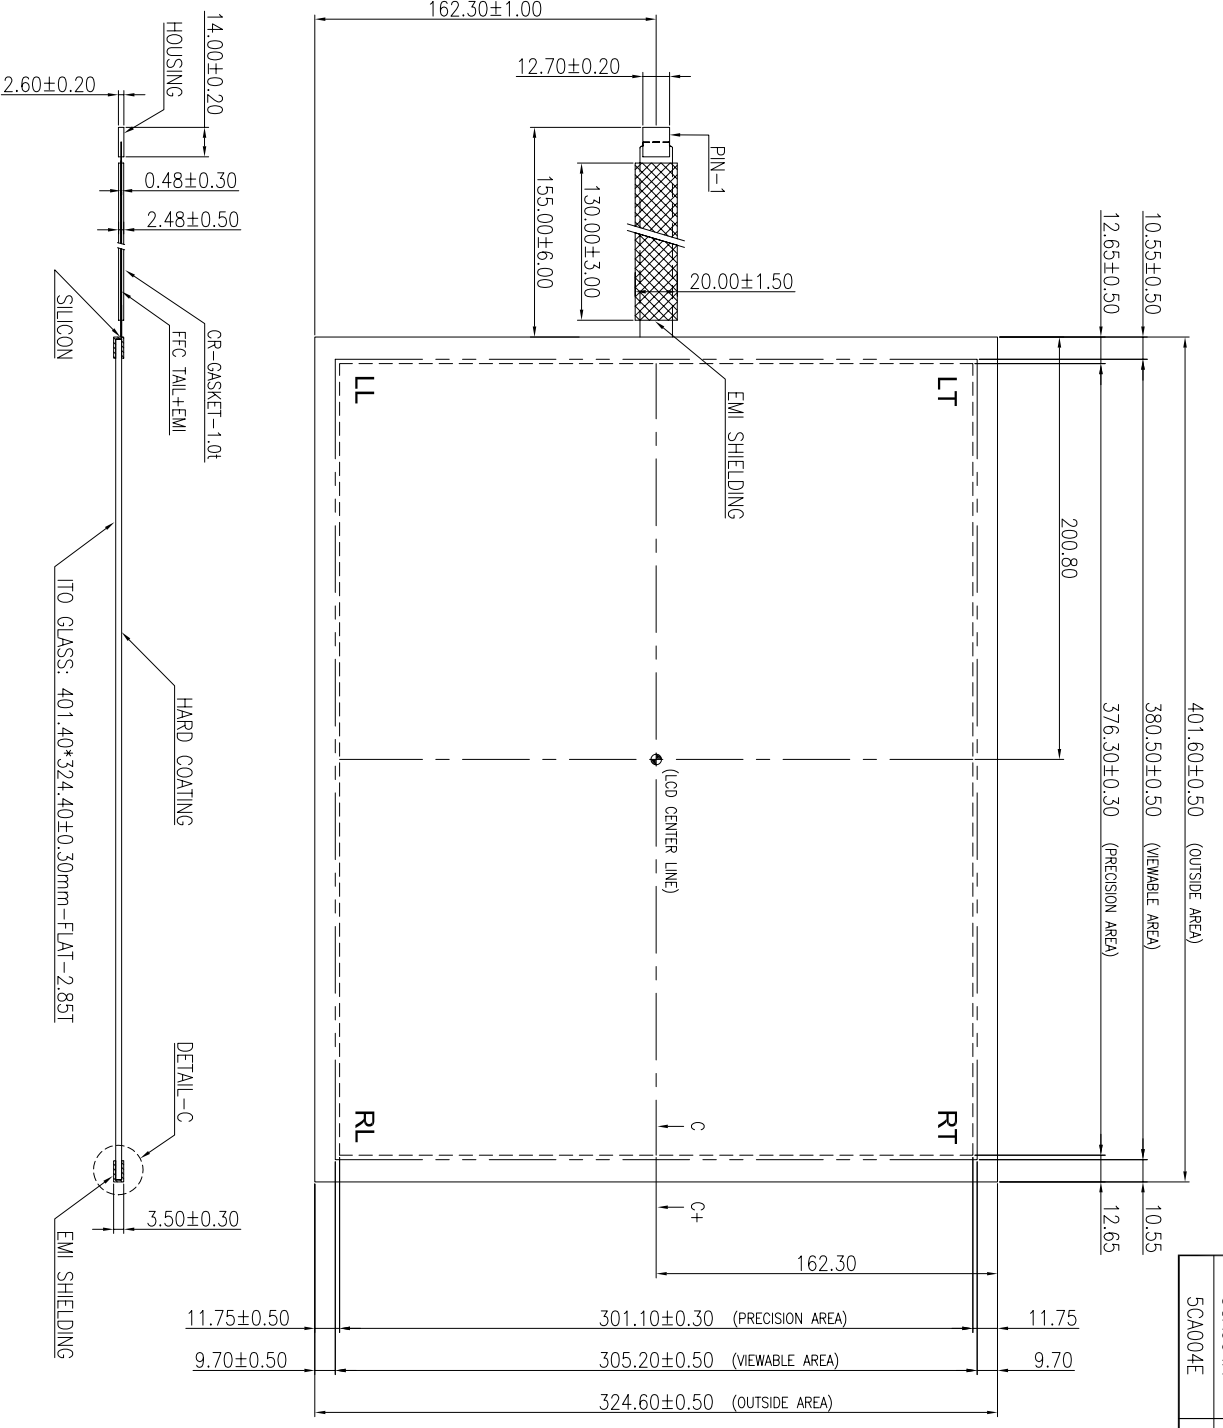 162.30±1.00
12.70±0.20
PIN-1
14.00±0.20
HOUSING
2.60±0.20
0.48±0.30
2.48±0.50
155.00±6.00
130.00±3.00
20.00±1.50
EMI SHIELDING
SILICON
FFC TAIL+EMI
CR-GASKET-1.0t
12.65±0.50
10.55±0.50
LL
LT
200.80
401.60±0.50 (OUTSIDE AREA)
380.50±0.50 (VIEWABLE AREA)
376.30±0.30 (PRECISION AREA)
(LCD CENTER LINE)
ITO GLASS: 401.40*324.40±0.30mm-FLAT-2.85T
HARD COATING
DETAIL-C
RL
RT
C
C+
3.50±0.30
EMI SHIELDING
12.65
10.55
162.30
11.75±0.50
301.10±0.30 (PRECISION AREA)
11.75
9.70±0.50
305.20±0.50 (VIEWABLE AREA)
9.70
324.60±0.50 (OUTSIDE AREA)
5CA004E